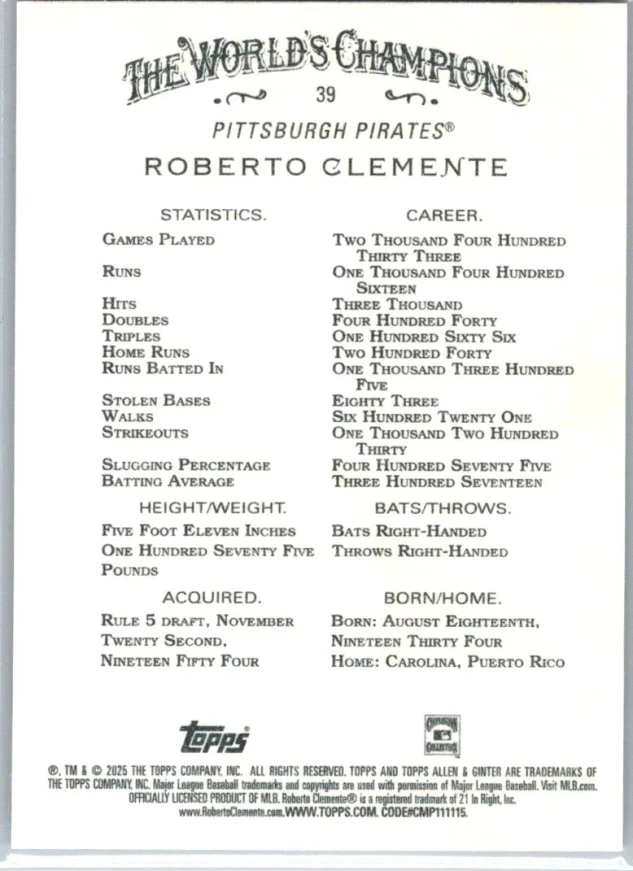 THE WORLD'S CHAMPIONS
39
PITTSBURGH PIRATES®
ROBERTO CLEMENTE
STATISTICS. CAREER.
GAMES PLAYED TWO THOUSAND FOUR HUNDRED
THIRTY THREE
RUNS ONE THOUSAND FOUR HUNDRED
SIXTEEN
HITS THREE THOUSAND
DOUBLES FOUR HUNDRED FORTY
TRIPLES ONE HUNDRED SIXTY SIX
HOME RUNS TWO HUNDRED FORTY
RUNS BATTED IN ONE THOUSAND THREE HUNDRED
FIVE
STOLEN BASES EIGHTY THREE
WALKS SIX HUNDRED TWENTY ONE
STRIKEOUTS ONE THOUSAND TWO HUNDRED
THIRTY
SLUGGING PERCENTAGE FOUR HUNDRED SEVENTY FIVE
BATTING AVERAGE THREE HUNDRED SEVENTEEN
HEIGHT/WEIGHT. BATS/THROWS.
FIVE FOOT ELEVEN INCHES BATS RIGHT-HANDED
ONE HUNDRED SEVENTY FIVE THROWS RIGHT-HANDED
POUNDS
ACQUIRED. BORN/HOME.
RULE 5 DRAFT, NOVEMBER BORN: AUGUST EIGHTEENTH,
TWENTY SECOND, NINETEEN THIRTY FOUR
NINETEEN FIFTY FOUR HOME: CAROLINA, PUERTO RICO
topps
®, TM & © 2025 THE TOPPS COMPANY, INC. ALL RIGHTS RESERVED. TOPPS AND TOPPS ALLEN & GINTER ARE TRADEMARKS OF
THE TOPPS COMPANY, INC. Major League Baseball trademarks and copyrights are used with permission of Major League Baseball. Visit MLB.com.
OFFICIALLY LICENSED PRODUCT OF MLB. Roberto Clemente® is a registered trademark of 21 In Right, Inc.
www.RobertoClemente.com. WWW.TOPPS.COM. CODE#CMP111115.